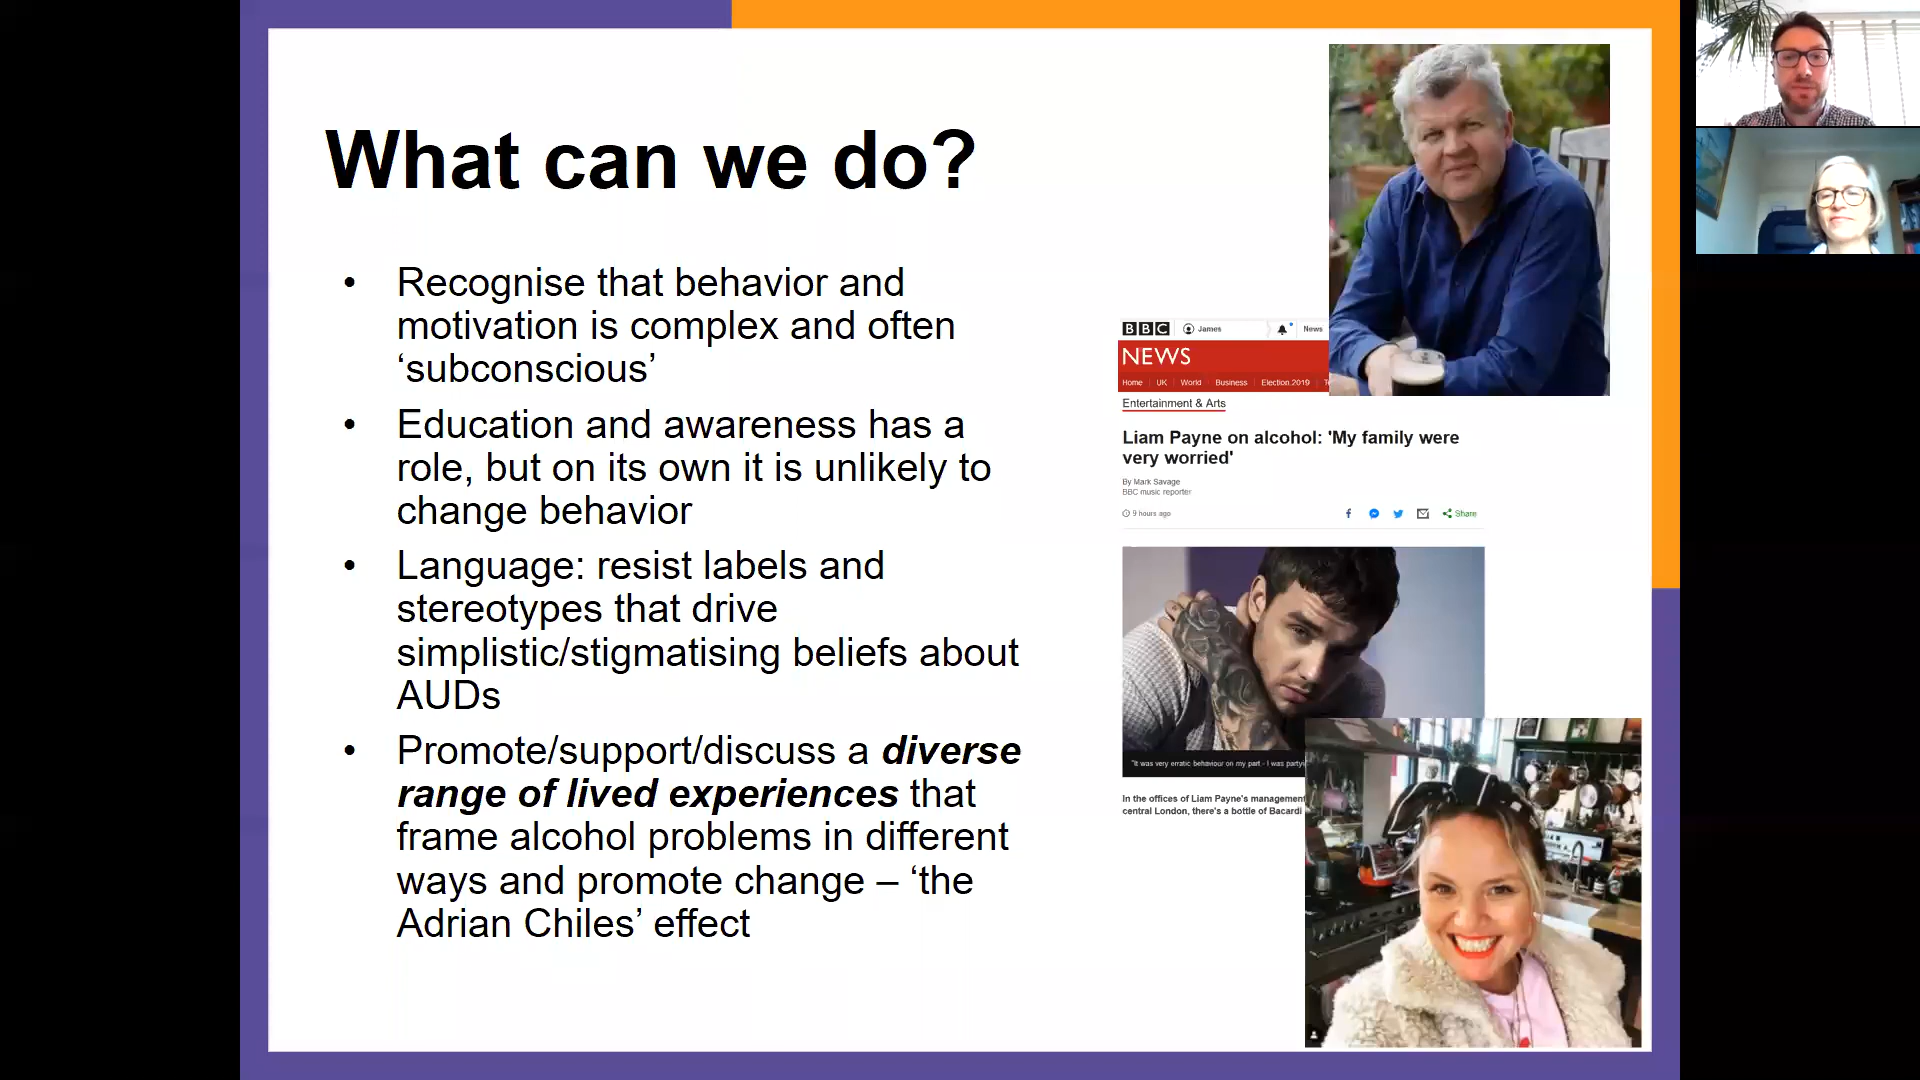 What can we do?
• Recognise that behavior and
motivation is complex and often
‘subconscious’
• Education and awareness has a
role, but on its own it is unlikely to
change behavior
• Language: resist labels and
stereotypes that drive
simplistic/stigmatising beliefs about
AUDs
• Promote/support/discuss a diverse
range of lived experiences that
frame alcohol problems in different
ways and promote change – ‘the
Adrian Chiles’ effect
BBC James News
NEWS
Home UK World Business Election 2019
Entertainment & Arts
Liam Payne on alcohol: 'My family were
very worried'
By Mark Savage
BBC music reporter
9 hours ago Share
"It was very erratic behaviour on my part - I was
In the offices of Liam Payne's management
central London, there's a bottle of Bacardi